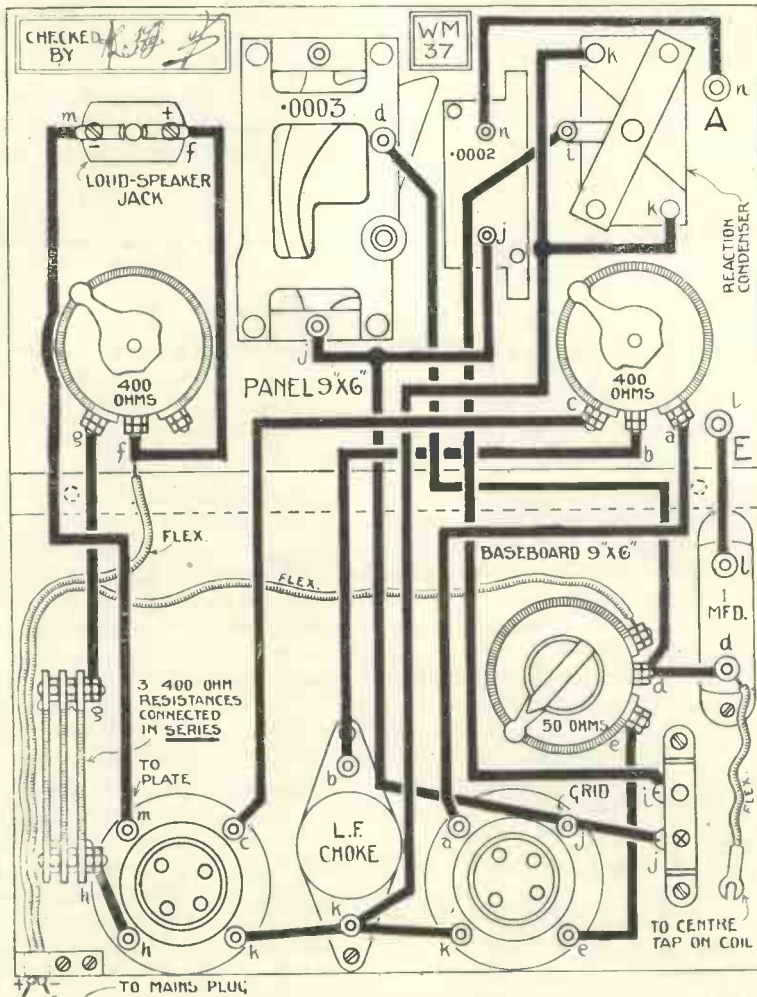 CHECKED
BY
WM
37
k
n
A
m
+
-
f
LOUD-SPEAKER
JACK
.0003
d
n
.0002
i
k
j
REACTION
CONDENSER
400
OHMS
j
PANEL 9"X6"
400
OHMS
g
f
c
b
a
l
E
FLEX.
FLEX.
BASEBOARD 9"X6"
l
1
MFD.
d
d
g
3 400 OHM
RESISTANCES
CONNECTED
IN SERIES
50 OHMS
e
TO
PLATE
b
GRID
i
FLEX.
m
c
L.F.
CHOKE
a
j
j
h
k
TO CENTRE
TAP ON COIL
h
k
k
e
+
-
TO MAINS PLUG